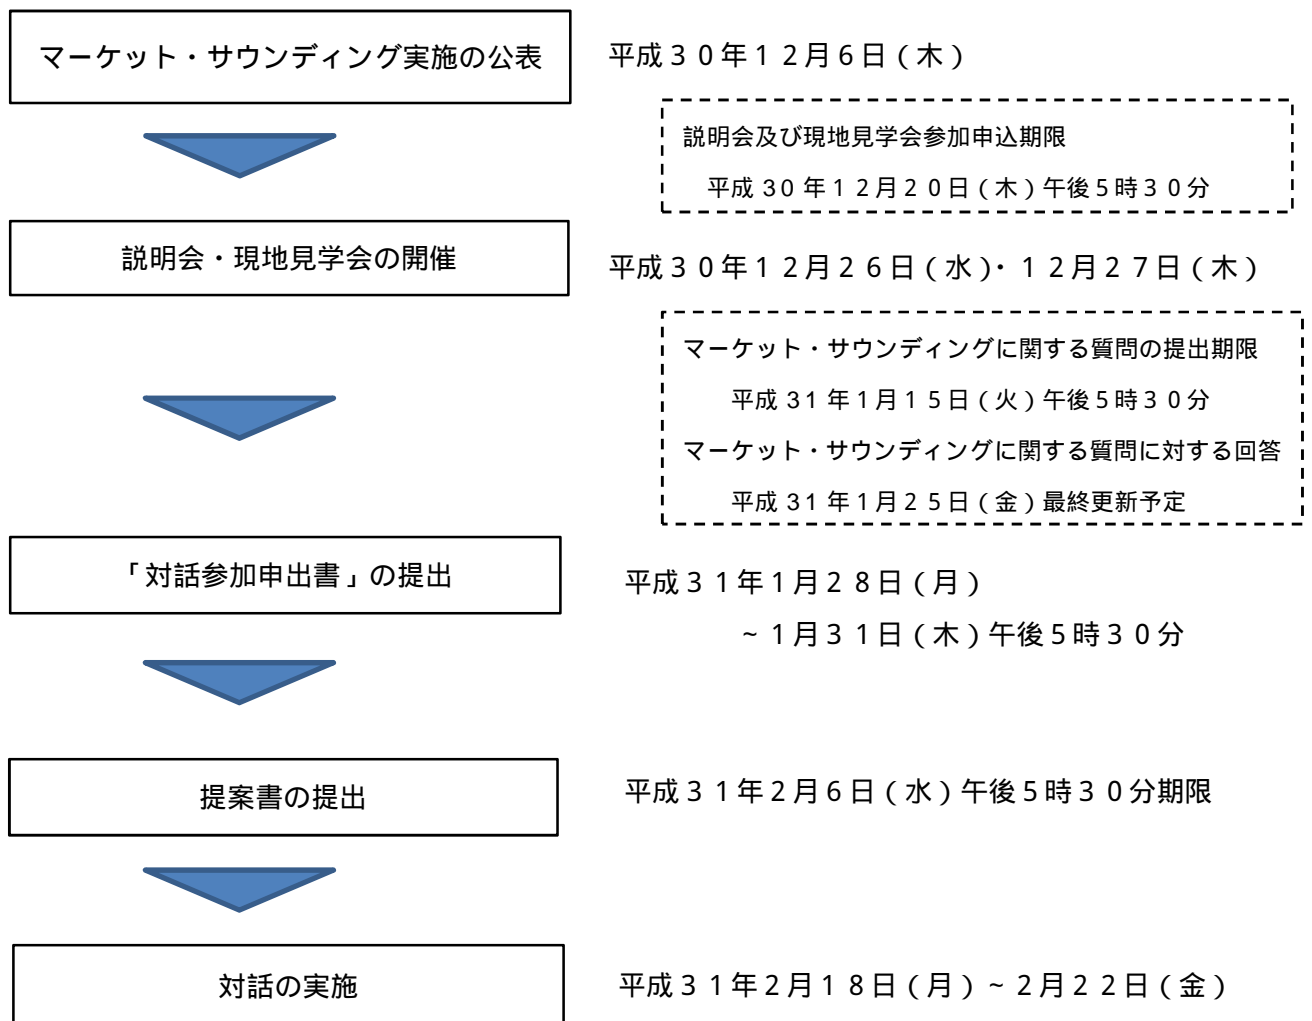 マーケット・サウンディング実施の公表
平成30年12月6日(木)
説明会及び現地見学会参加申込期限
平成 30 年12月20日(木)午後5時30分
説明会・現地見学会の開催
平成30年12月26日(水)・12月27日(木)
マーケット・サウンディングに関する質問の提出期限
平成 31 年1月15日(火)午後5時30分
マーケット・サウンディングに関する質問に対する回答
平成 31 年1月25日(金)最終更新予定
「対話参加申出書」の提出
平成31年1月28日(月)
~1月31日(木)午後5時30分
提案書の提出
平成31年2月6日(水)午後5時30分期限
対話の実施
平成31年2月18日(月)~2月22日(金)